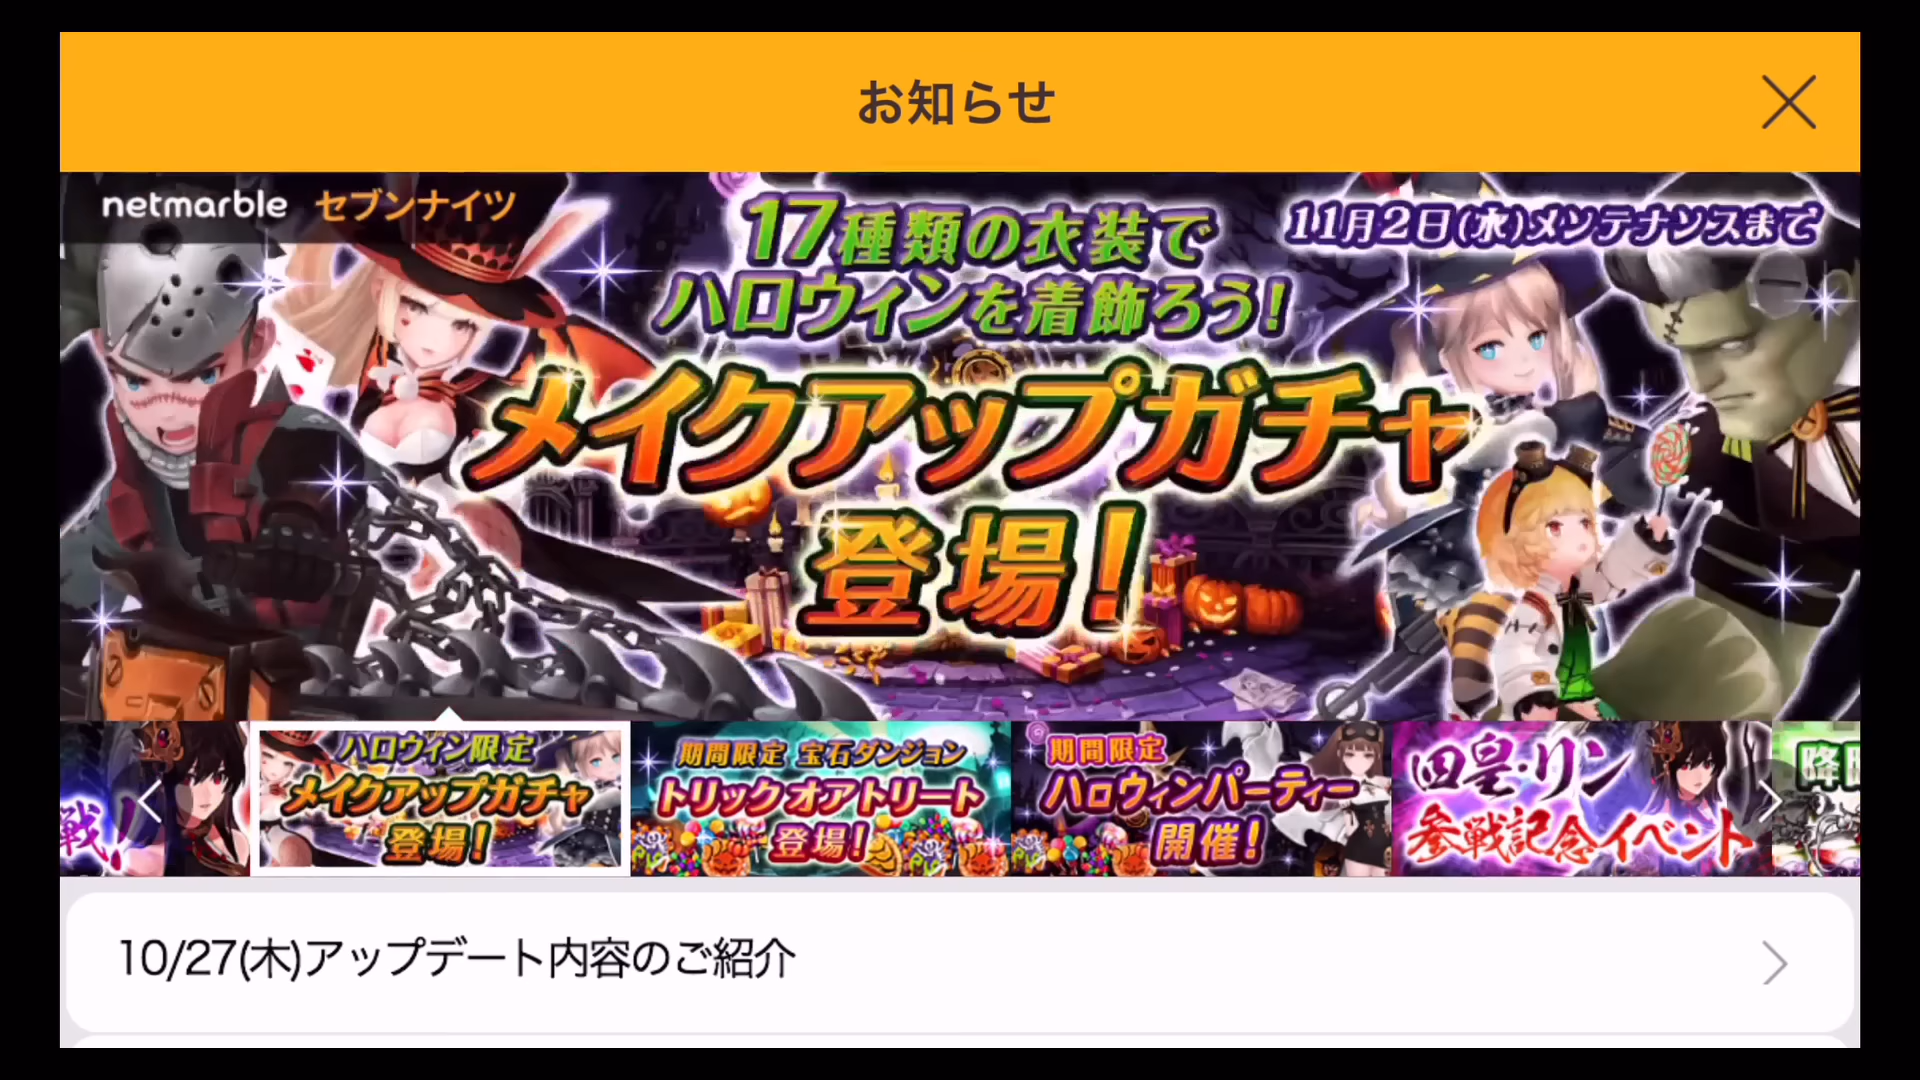 お知らせ
netmarble セブンナイツ
11月2日(水)メンテナンスまで
17種類の衣装で
ハロウィンを着飾ろう!
メイクアップガチャ
登場!
戦!
ハロウィン限定
メイクアップガチャ
登場!
期間限定 宝石ダンジョン
トリックオアトリート
登場!
期間限定
ハロウィンパーティー
開催!
四皇・リン
参戦記念イベント
降
10/27(木)アップデート内容のご紹介